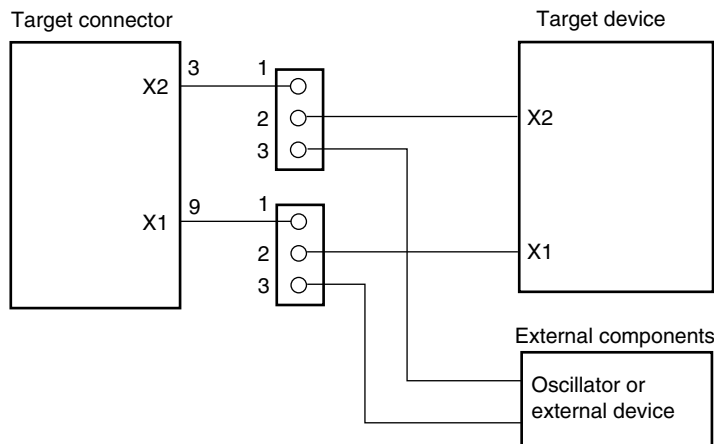 Target connector
Target device
X2
3
1
2
3
X2
X1
9
1
2
3
X1
External components
Oscillator or
external device